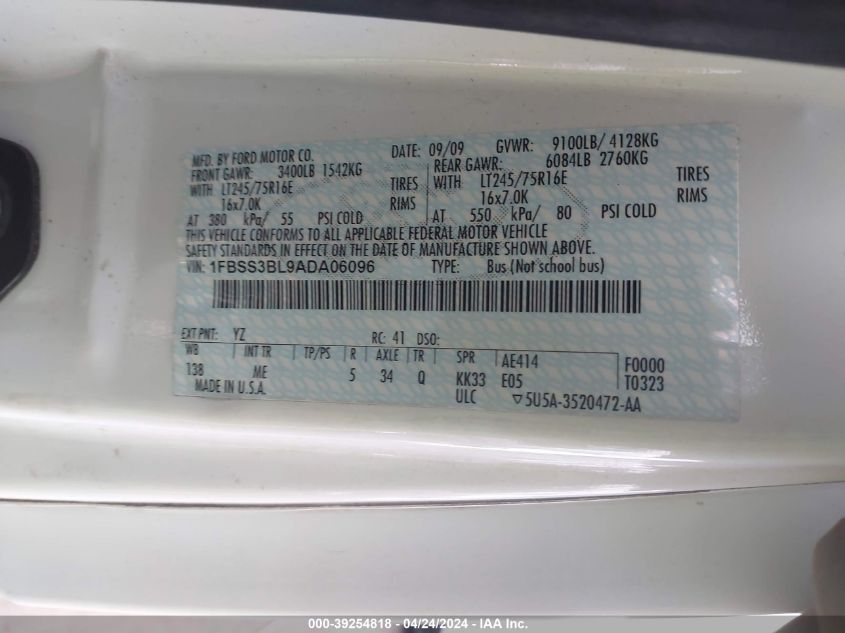 MFD. BY FORD MOTOR CO. DATE: 09/09 GVWR: 9100LB/ 4128KG
FRONT GAWR: 3400LB 1542KG REAR GAWR: 6084LB 2760KG
WITH LT245/75R16E TIRES WITH LT245/75R16E TIRES
16x7.0K RIMS 16x7.0K RIMS
AT 380 kPa/ 55 PSI COLD AT 550 kPa/ 80 PSI COLD
THIS VEHICLE CONFORMS TO ALL APPLICABLE FEDERAL MOTOR VEHICLE
SAFETY STANDARDS IN EFFECT ON THE DATE OF MANUFACTURE SHOWN ABOVE.
VIN: 1FBSS3BL9ADA06096 TYPE: Bus (Not school bus)
EXT PNT: YZ RC: 41 DSO:
WB INT TR TP/PS R AXLE TR SPR AE414 F0000
138 ME 5 34 Q KK33 E05 T0323
MADE IN U.S.A. ULC ▽5U5A-3520472-AA
000-39254818 - 04/24/2024 - IAA Inc.